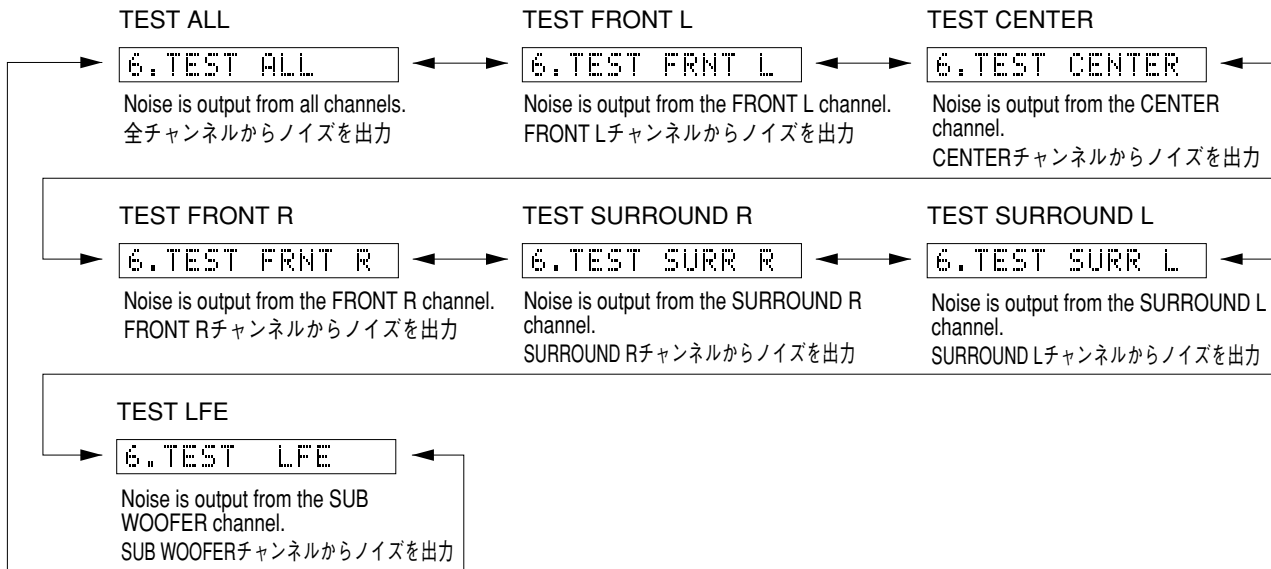 TEST ALL
6.TEST ALL
Noise is output from all channels.
全チャンネルからノイズを出力
TEST FRONT L
6.TEST FRNT L
Noise is output from the FRONT L channel.
FRONT Lチャンネルからノイズを出力
TEST CENTER
6.TEST CENTER
Noise is output from the CENTER
channel.
CENTERチャンネルからノイズを出力
TEST FRONT R
6.TEST FRNT R
Noise is output from the FRONT R channel.
FRONT Rチャンネルからノイズを出力
TEST SURROUND R
6.TEST SURR R
Noise is output from the SURROUND R
channel.
SURROUND Rチャンネルからノイズを出力
TEST SURROUND L
6.TEST SURR L
Noise is output from the SURROUND L
channel.
SURROUND Lチャンネルからノイズを出力
TEST LFE
6.TEST LFE
Noise is output from the SUB
WOOFER channel.
SUB WOOFERチャンネルからノイズを出力